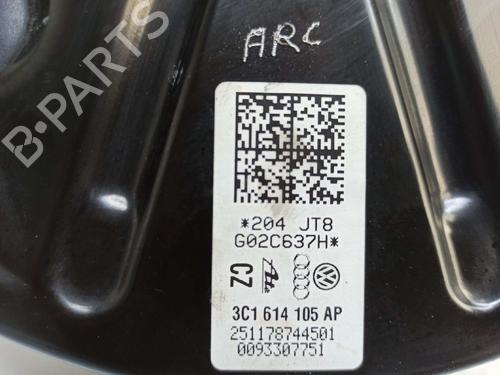 ARC
B-PARTS
*204 JT8
G02C637H*
CZ
3C1 614 105 AP
251178744501
0093307751